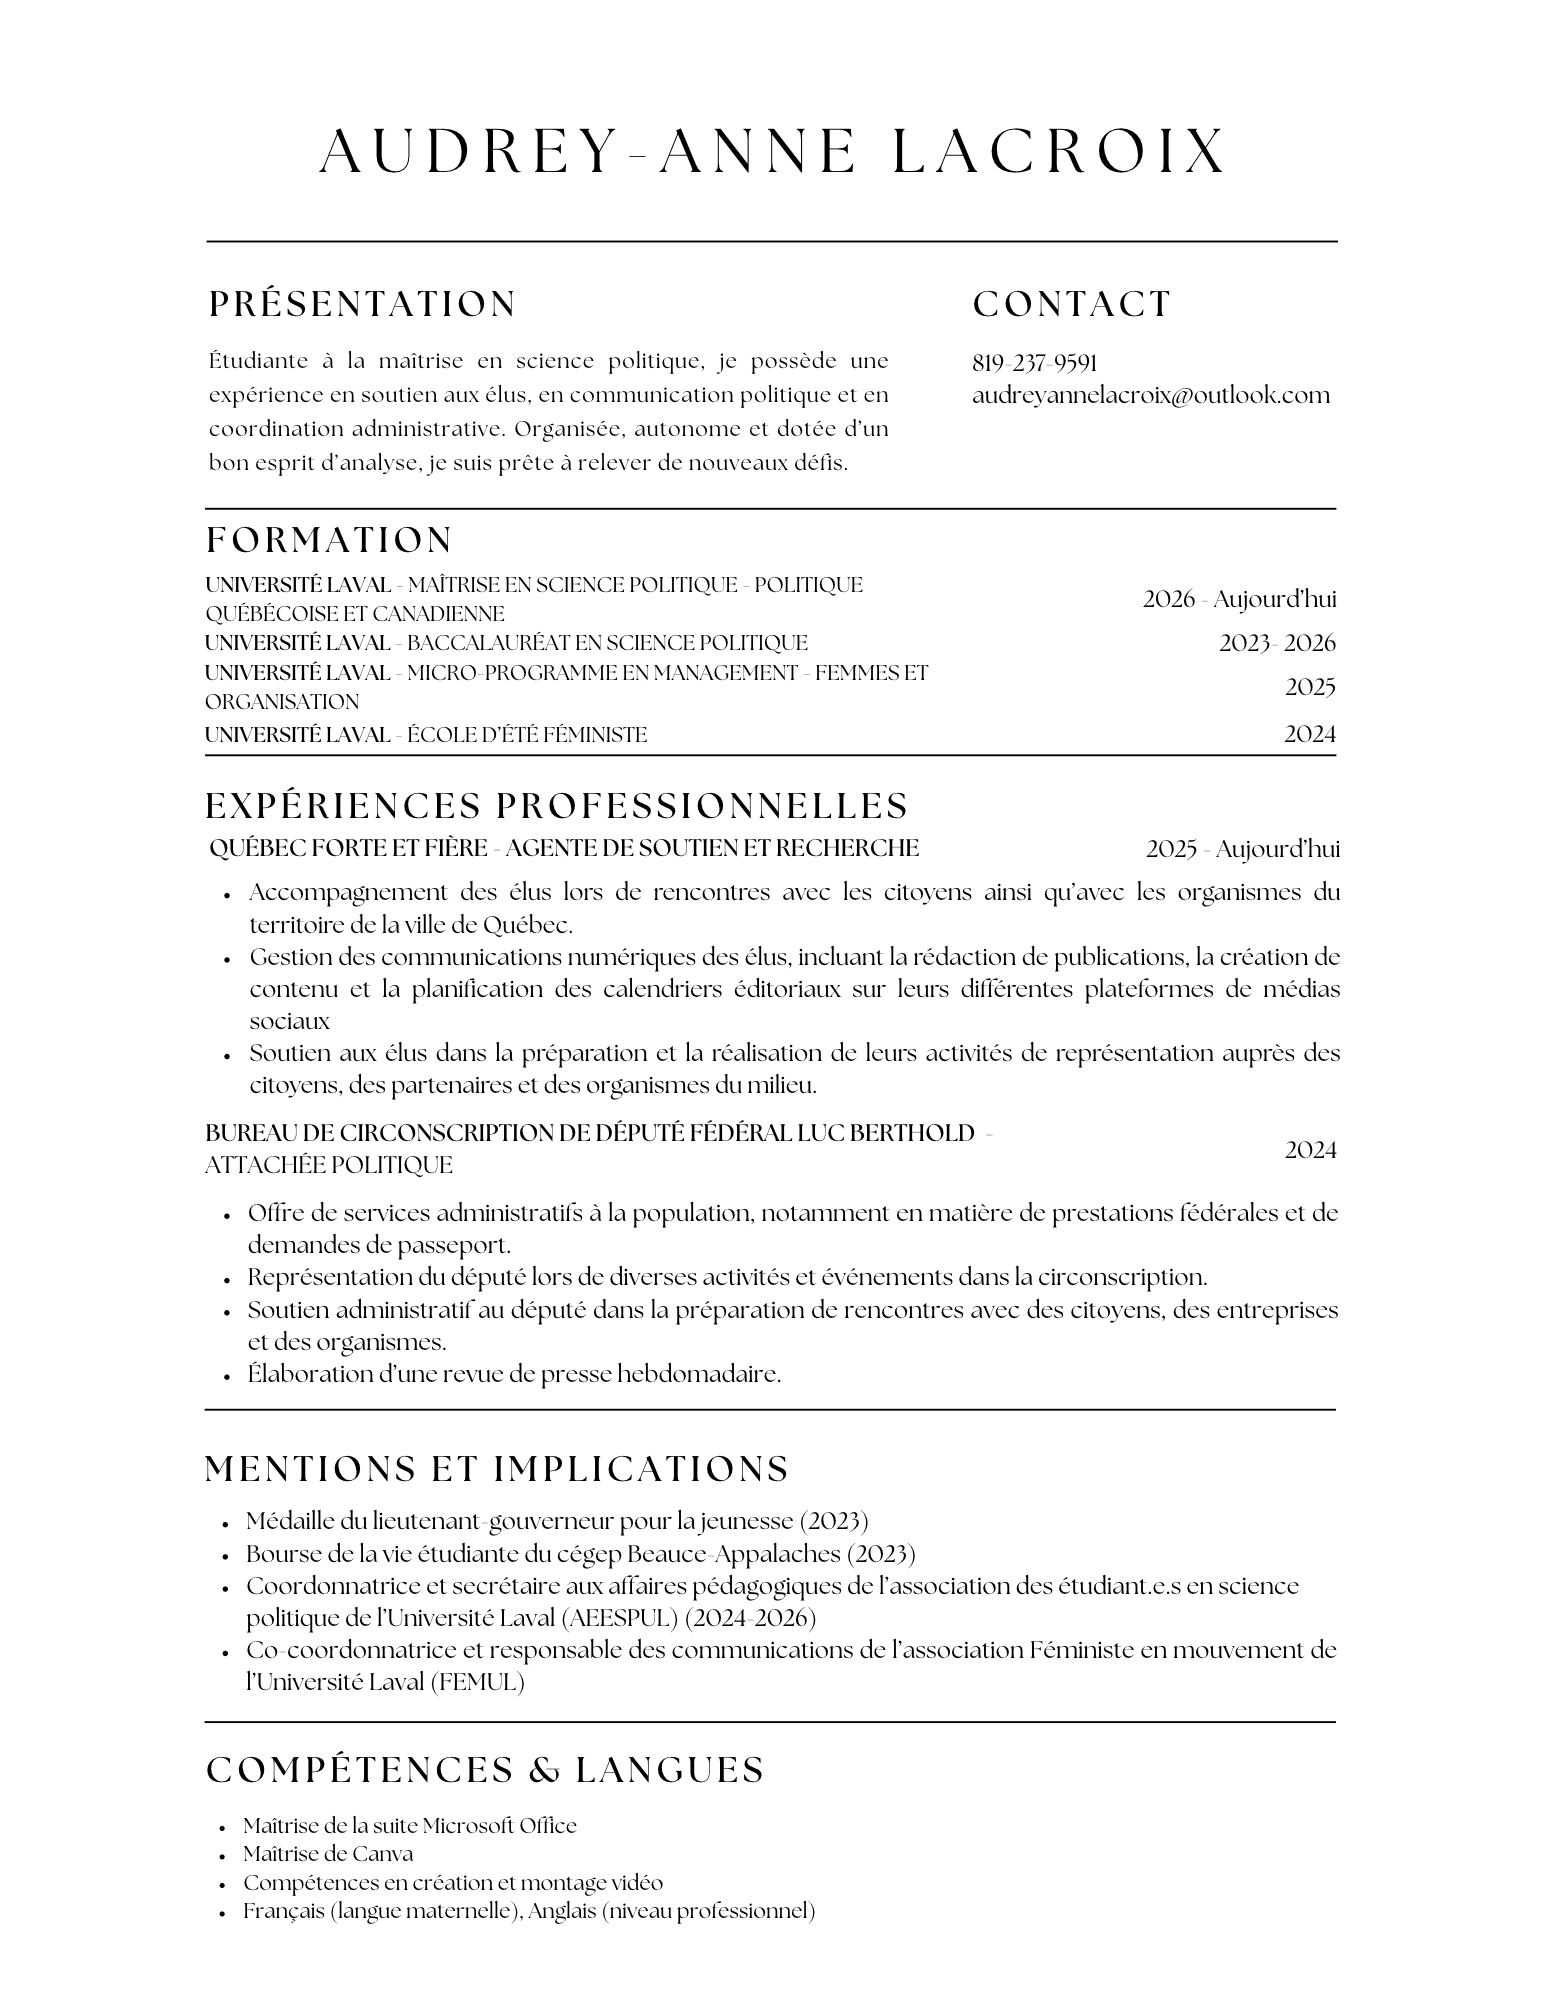 AUDREY-ANNE LACROIX
PRÉSENTATION
Étudiante à la maîtrise en science politique, je possède une
expérience en soutien aux élus, en communication politique et en
coordination administrative. Organisée, autonome et dotée d'un
bon esprit d'analyse, je suis prête à relever de nouveaux défis.
CONTACT
819-237-9591
audreyannelacroix@outlook.com
FORMATION
UNIVERSITÉ LAVAL - MAÎTRISE EN SCIENCE POLITIQUE - POLITIQUE
QUÉBÉCOISE ET CANADIENNE
2026 - Aujourd'hui
UNIVERSITÉ LAVAL - BACCALAURÉAT EN SCIENCE POLITIQUE
2023- 2026
UNIVERSITÉ LAVAL - MICRO-PROGRAMME EN MANAGEMENT - FEMMES ET
ORGANISATION
2025
UNIVERSITÉ LAVAL - ÉCOLE D'ÉTÉ FÉMINISTE
2024
EXPÉRIENCES PROFESSIONNELLES
QUÉBEC FORTE ET FIÈRE - AGENTE DE SOUTIEN ET RECHERCHE
2025 - Aujourd'hui
• Accompagnement des élus lors de rencontres avec les citoyens ainsi qu'avec les organismes du
territoire de la ville de Québec.
• Gestion des communications numériques des élus, incluant la rédaction de publications, la création de
contenu et la planification des calendriers éditoriaux sur leurs différentes plateformes de médias
sociaux
• Soutien aux élus dans la préparation et la réalisation de leurs activités de représentation auprès des
citoyens, des partenaires et des organismes du milieu.
BUREAU DE CIRCONSCRIPTION DE DÉPUTÉ FÉDÉRAL LUC BERTHOLD -
ATTACHÉE POLITIQUE
2024
• Offre de services administratifs à la population, notamment en matière de prestations fédérales et de
demandes de passeport.
• Représentation du député lors de diverses activités et événements dans la circonscription.
• Soutien administratif au député dans la préparation de rencontres avec des citoyens, des entreprises
et des organismes.
• Élaboration d'une revue de presse hebdomadaire.
MENTIONS ET IMPLICATIONS
• Médaille du lieutenant-gouverneur pour la jeunesse (2023)
• Bourse de la vie étudiante du cégep Beauce-Appalaches (2023)
• Coordonnatrice et secrétaire aux affaires pédagogiques de l'association des étudiant.e.s en science
politique de l'Université Laval (AEESPUL) (2024-2026)
• Co-coordonnatrice et responsable des communications de l'association Féministe en mouvement de
l'Université Laval (FEMUL)
COMPÉTENCES & LANGUES
• Maîtrise de la suite Microsoft Office
• Maîtrise de Canva
• Compétences en création et montage vidéo
• Français (langue maternelle), Anglais (niveau professionnel)